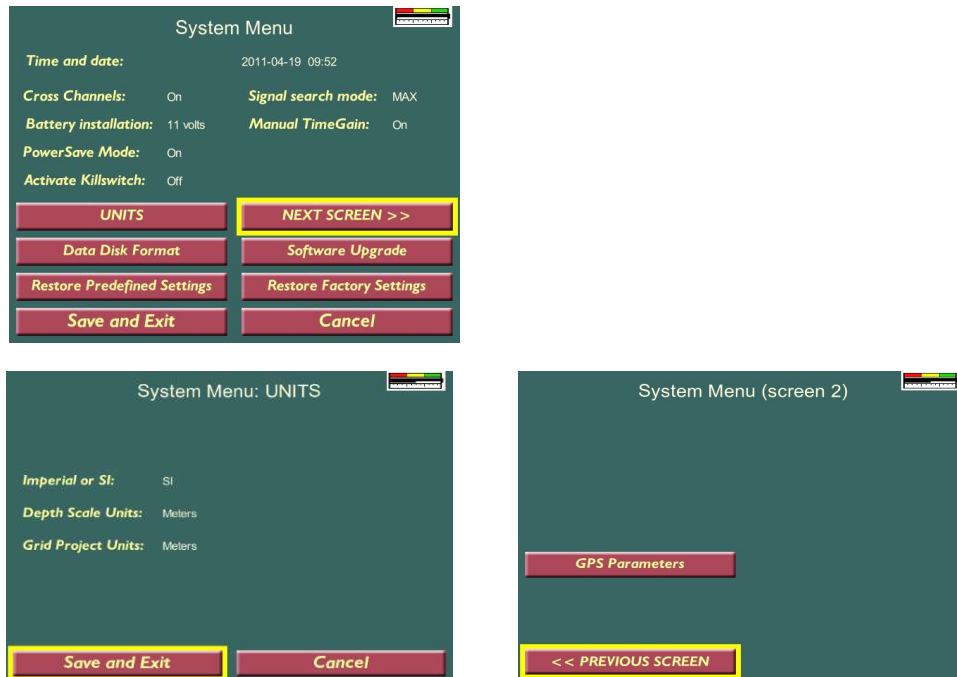 System Menu
Time and date: 2011-04-19 09:52
Cross Channels: On Signal search mode: MAX
Battery installation: 11 volts Manual TimeGain: On
PowerSave Mode: On
Activate Killswitch: Off
UNITS NEXT SCREEN >>
Data Disk Format Software Upgrade
Restore Predefined Settings Restore Factory Settings
Save and Exit Cancel
System Menu: UNITS
Imperial or SI: SI
Depth Scale Units: Meters
Grid Project Units: Meters
Save and Exit Cancel
System Menu (screen 2)
GPS Parameters
<< PREVIOUS SCREEN